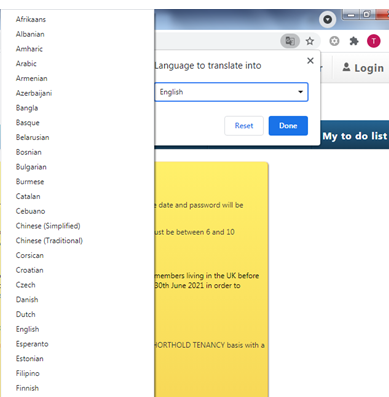 Afrikaans
Albanian
Amharic
Arabic
Armenian
Azerbaijani
Bangla
Basque
Belarusian
Bosnian
Bulgarian
Burmese
Catalan
Cebuano
Chinese (Simplified)
Chinese (Traditional)
Corsican
Croatian
Czech
Danish
Dutch
English
Esperanto
Estonian
Filipino
Finnish
T
Language to translate into
English
Reset
Done
Login
My to do list
e date and password will be
ust be between 6 and 10
members living in the UK before
30th June 2021 in order to
HORTHOLD TENANCY basis with a